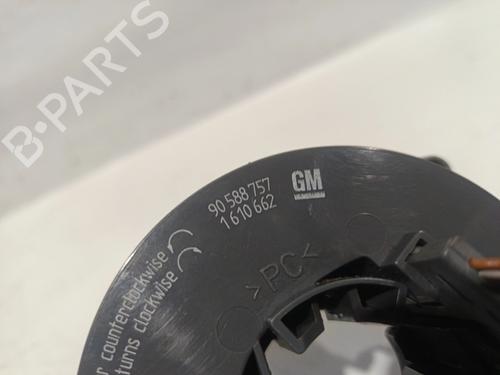 B-PARTS
90 588 757
1 610 662
GM
>PC<
counterclockwise
turns clockwise